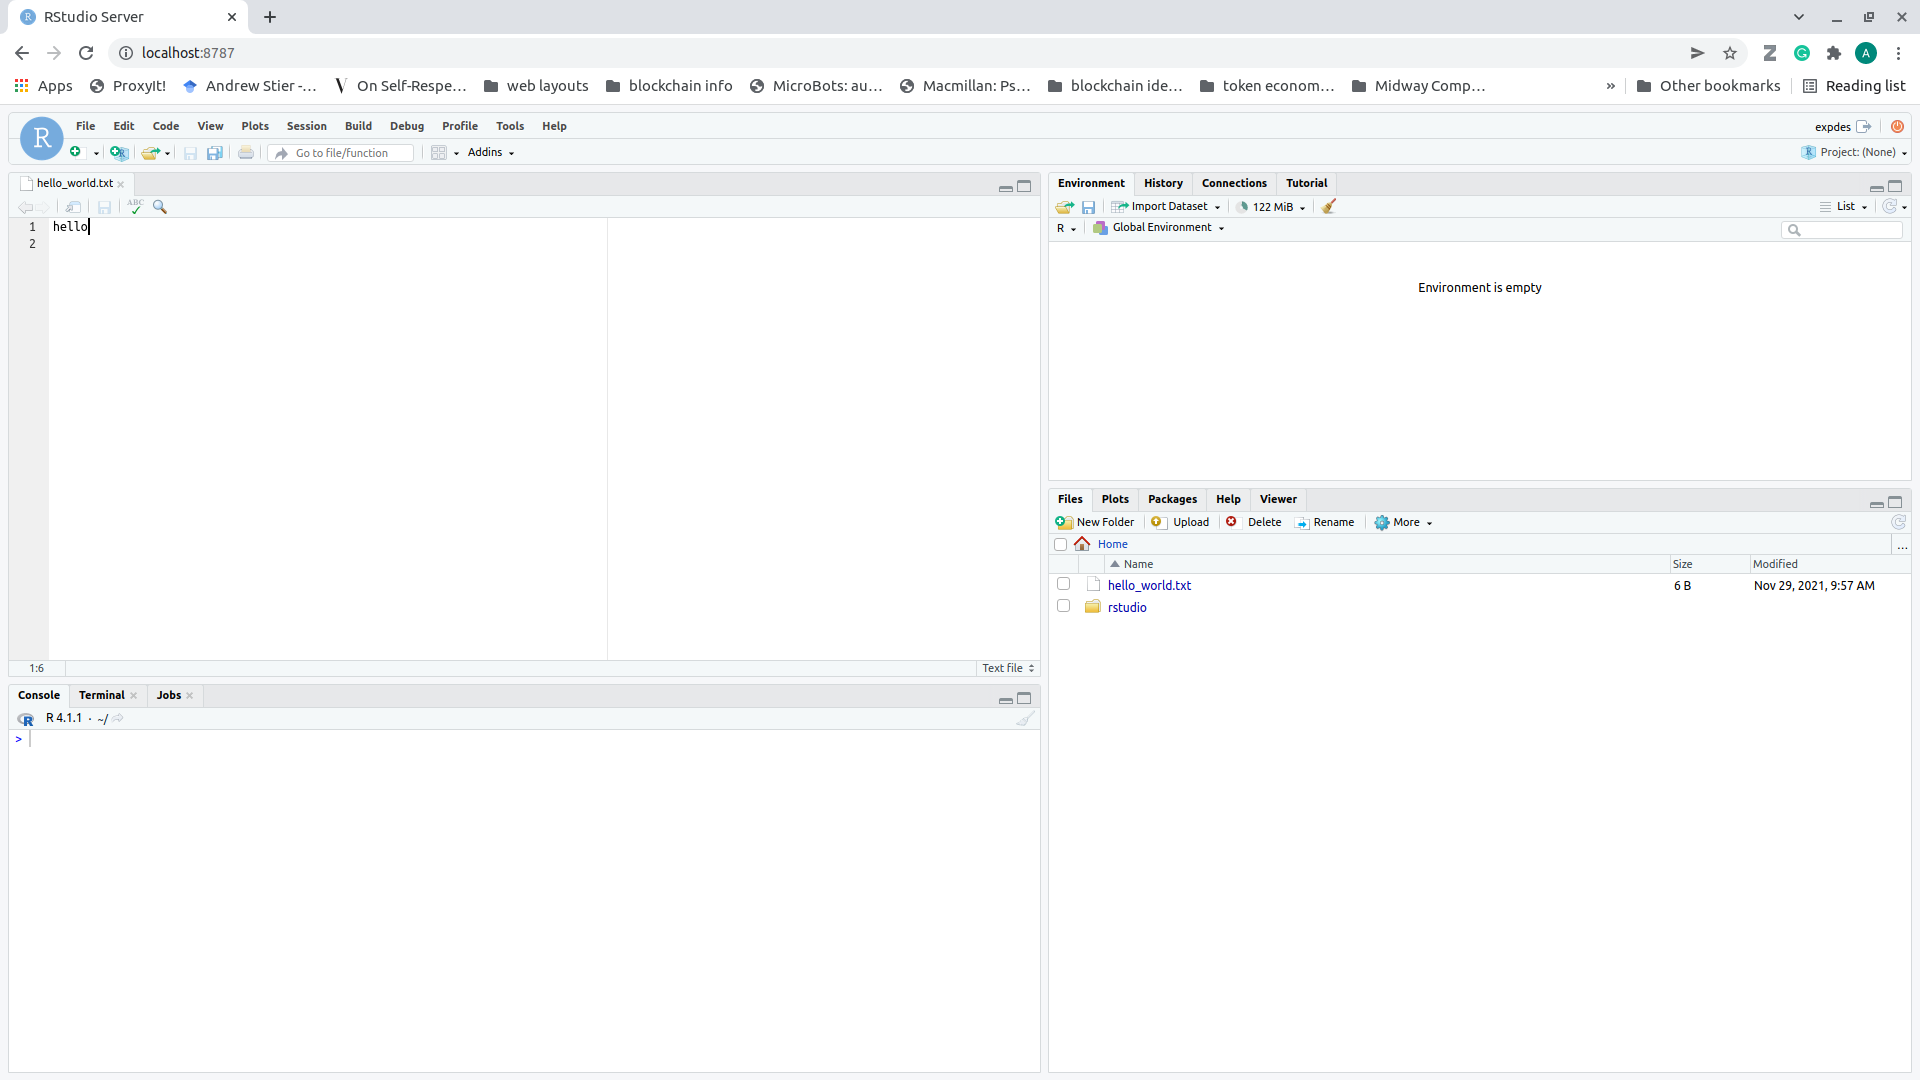 RStudio Server
localhost:8787
Apps ProxyIt! Andrew Stier -... On Self-Respe... web layouts blockchain info MicroBots: au... Macmillan: Ps... blockchain ide... token econom... Midway Comp... » Other bookmarks Reading list
File Edit Code View Plots Session Build Debug Profile Tools Help
expdes
Go to file/function Addins
Project: (None)
hello_world.txt
ABC
1 hello
2
1:6 Text file
Console Terminal Jobs
R 4.1.1 · ~/
>
Environment History Connections Tutorial
Import Dataset 122 MiB List
R Global Environment
Environment is empty
Files Plots Packages Help Viewer
New Folder Upload Delete Rename More
Home ...
Name Size Modified
hello_world.txt 6 B Nov 29, 2021, 9:57 AM
rstudio